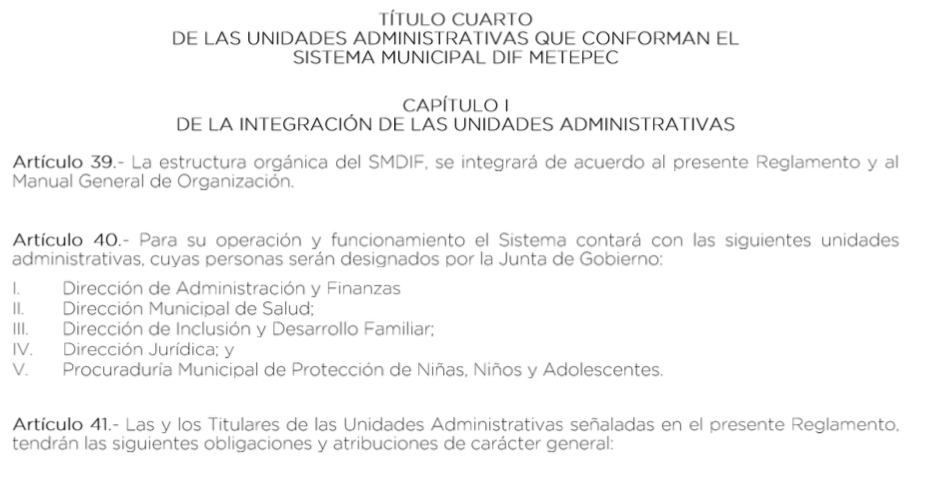 TÍTULO CUARTO
DE LAS UNIDADES ADMINISTRATIVAS QUE CONFORMAN EL
SISTEMA MUNICIPAL DIF METEPEC
CAPÍTULO I
DE LA INTEGRACIÓN DE LAS UNIDADES ADMINISTRATIVAS
Artículo 39.- La estructura orgánica del SMDIF, se integrará de acuerdo al presente Reglamento y al
Manual General de Organización.
Artículo 40.- Para su operación y funcionamiento el Sistema contará con las siguientes unidades
administrativas, cuyas personas serán designados por la Junta de Gobierno:
I. Dirección de Administración y Finanzas
II. Dirección Municipal de Salud;
III. Dirección de Inclusión y Desarrollo Familiar;
IV. Dirección Jurídica; y
V. Procuraduría Municipal de Protección de Niñas, Niños y Adolescentes.
Artículo 41.- Las y los Titulares de las Unidades Administrativas señaladas en el presente Reglamento,
tendrán las siguientes obligaciones y atribuciones de carácter general: